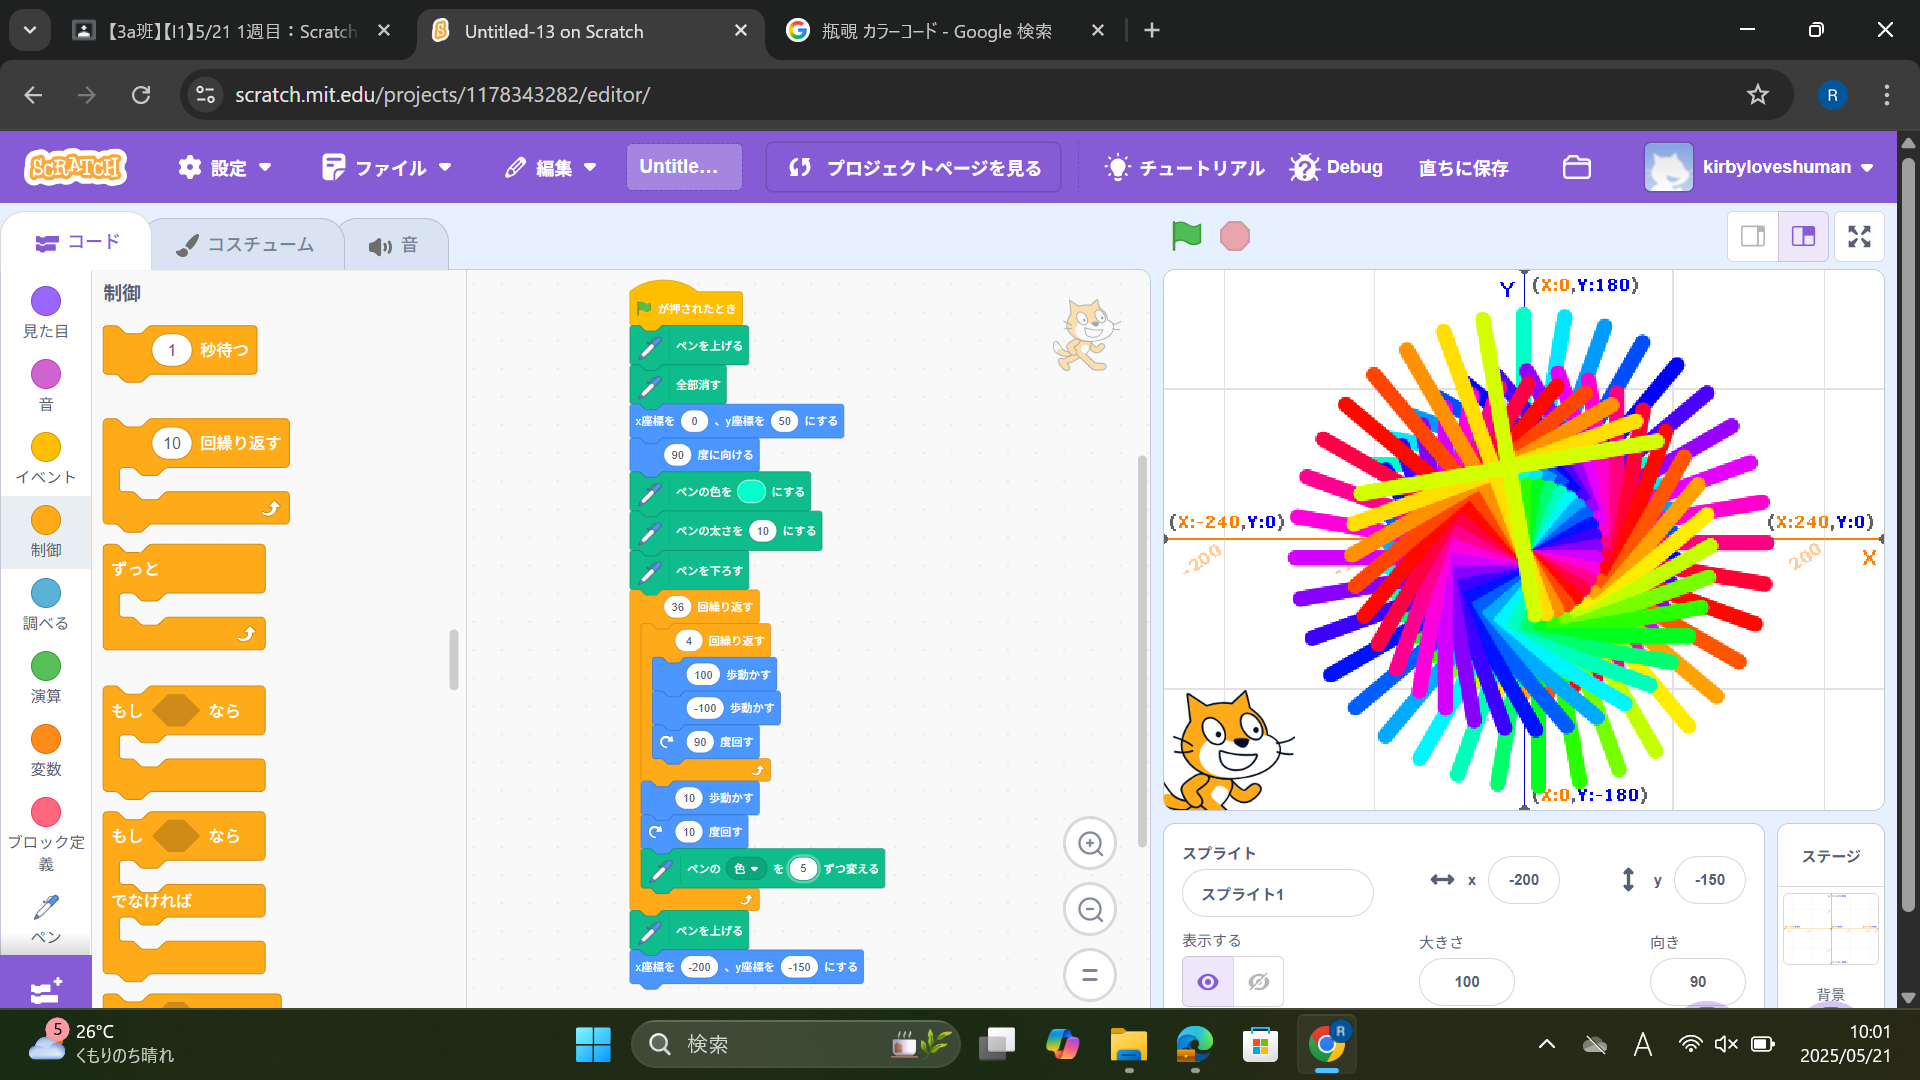 【3a班】【I1】5/21 1週目：Scratch
Untitled-13 on Scratch
瓶覗 カラーコード - Google 検索
scratch.mit.edu/projects/1178343282/editor/
R
SCRATCH
設定
ファイル
編集
Untitle...
プロジェクトページを見る
チュートリアル
Debug
直ちに保存
kirbyloveshuman
コード
コスチューム
音
見た目
音
イベント
制御
調べる
演算
変数
ブロック定義
ペン
制御
1 秒待つ
10 回繰り返す
ずっと
もし なら
もし なら
でなければ
が押されたとき
ペンを上げる
全部消す
x座標を 0 、y座標を 50 にする
90 度に向ける
ペンの色を にする
ペンの太さを 10 にする
ペンを下ろす
36 回繰り返す
4 回繰り返す
100 歩動かす
-100 歩動かす
90 度回す
10 歩動かす
10 度回す
ペンの 色 を 5 ずつ変える
ペンを上げる
x座標を -200 、y座標を -150 にする
Y
(X:0,Y:180)
(X:-240,Y:0)
(X:240,Y:0)
-200
200
X
(X:0,Y:-180)
スプライト
スプライト1
x -200
y -150
表示する
大きさ
100
向き
90
ステージ
背景
5
26°C
くもりのち晴れ
検索
R
A
10:01
2025/05/21